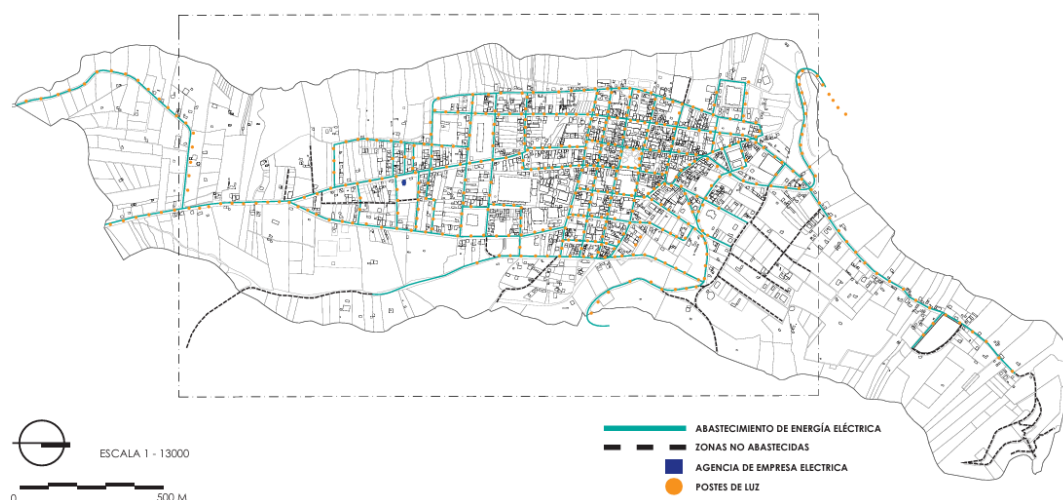 ESCALA 1 - 13000
0 500 M
ABASTECIMIENTO DE ENERGÍA ELÉCTRICA
ZONAS NO ABASTECIDAS
AGENCIA DE EMPRESA ELECTRICA
POSTES DE LUZ